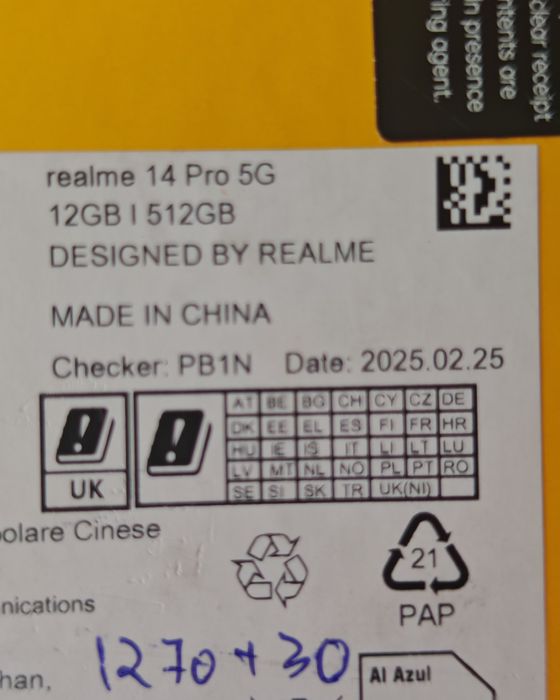 clear receipt
ntents are
n presence
ing agent.
realme 14 Pro 5G
12GB | 512GB
DESIGNED BY REALME
MADE IN CHINA
Checker: PB1N Date: 2025.02.25
UK
AT BE BG CH CY CZ DE
DK EE EL ES FI FR HR
HU IE IS IT LI LT LU
LV MT NL NO PL PT RO
SE SI SK TR UK(NI)
polare Cinese
21
PAP
nications
1270 + 30
han,
Al Azul